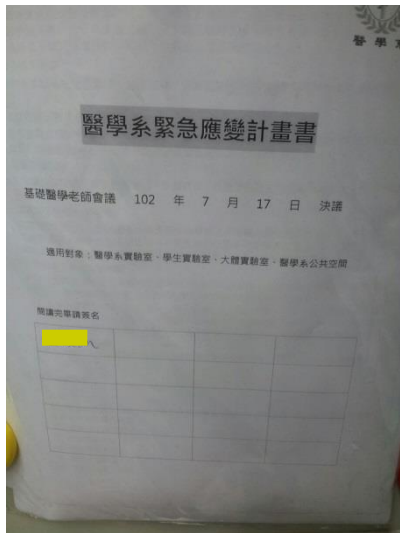 醫學
醫學系緊急應變計畫書
基礎醫學老師會議 102 年 7 月 17 日 決議
適用對象：醫學系實驗室、學生實驗室、大體實驗室、醫學系公共空間
閱讀完畢請簽名